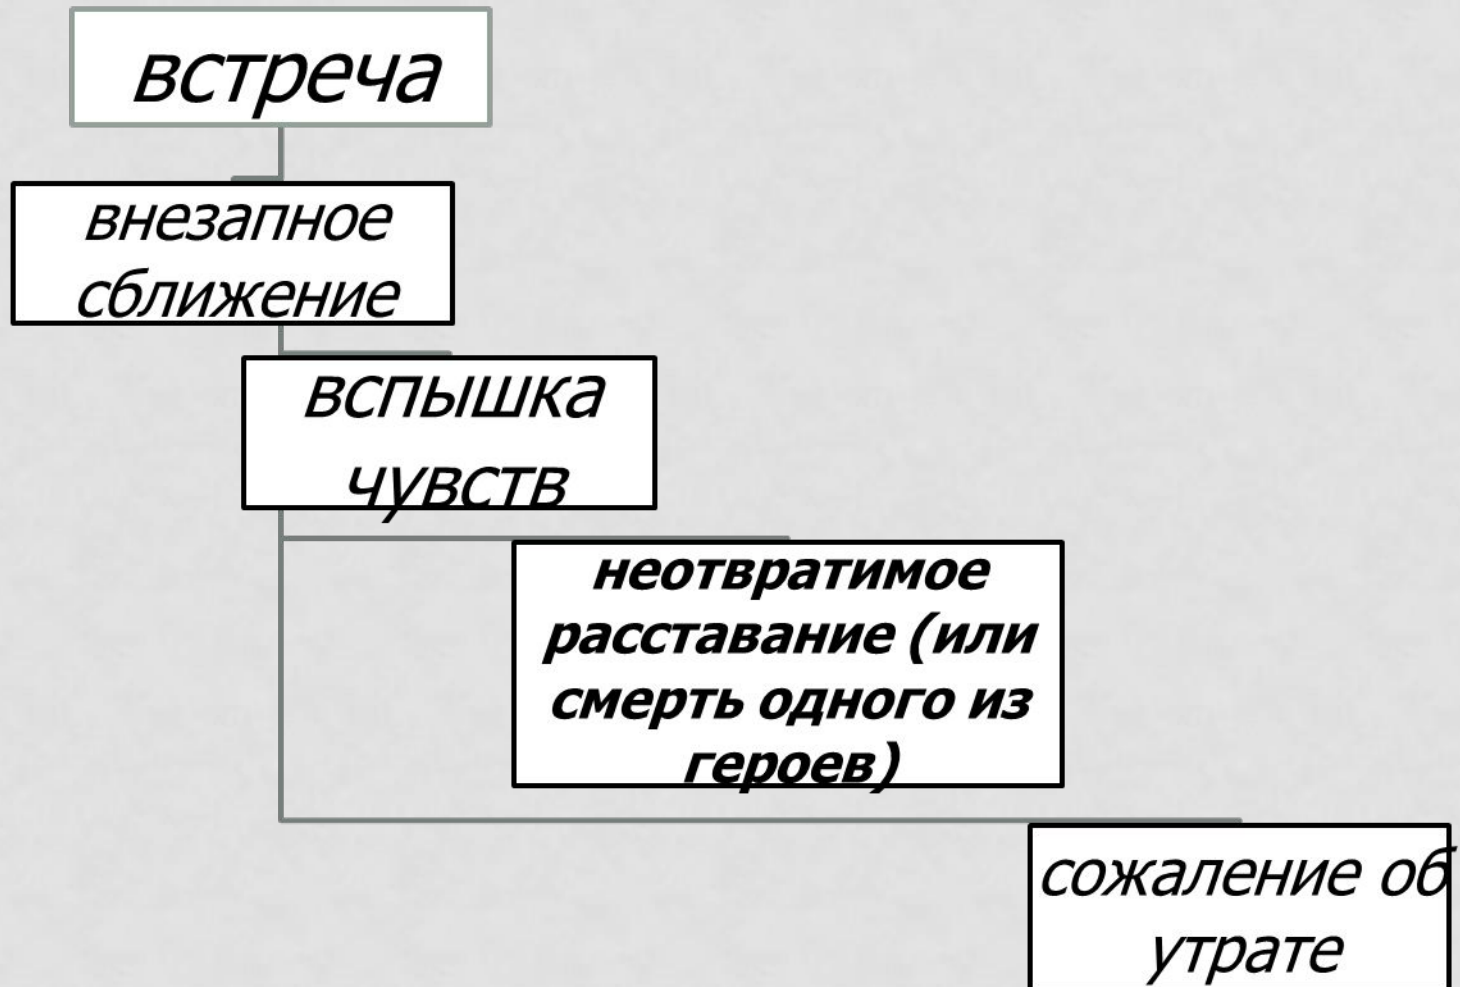 встреча
внезапное
сближение
вспышка
чувств
неотвратимое
расставание (или
смерть одного из
героев)
сожаление об
утрате